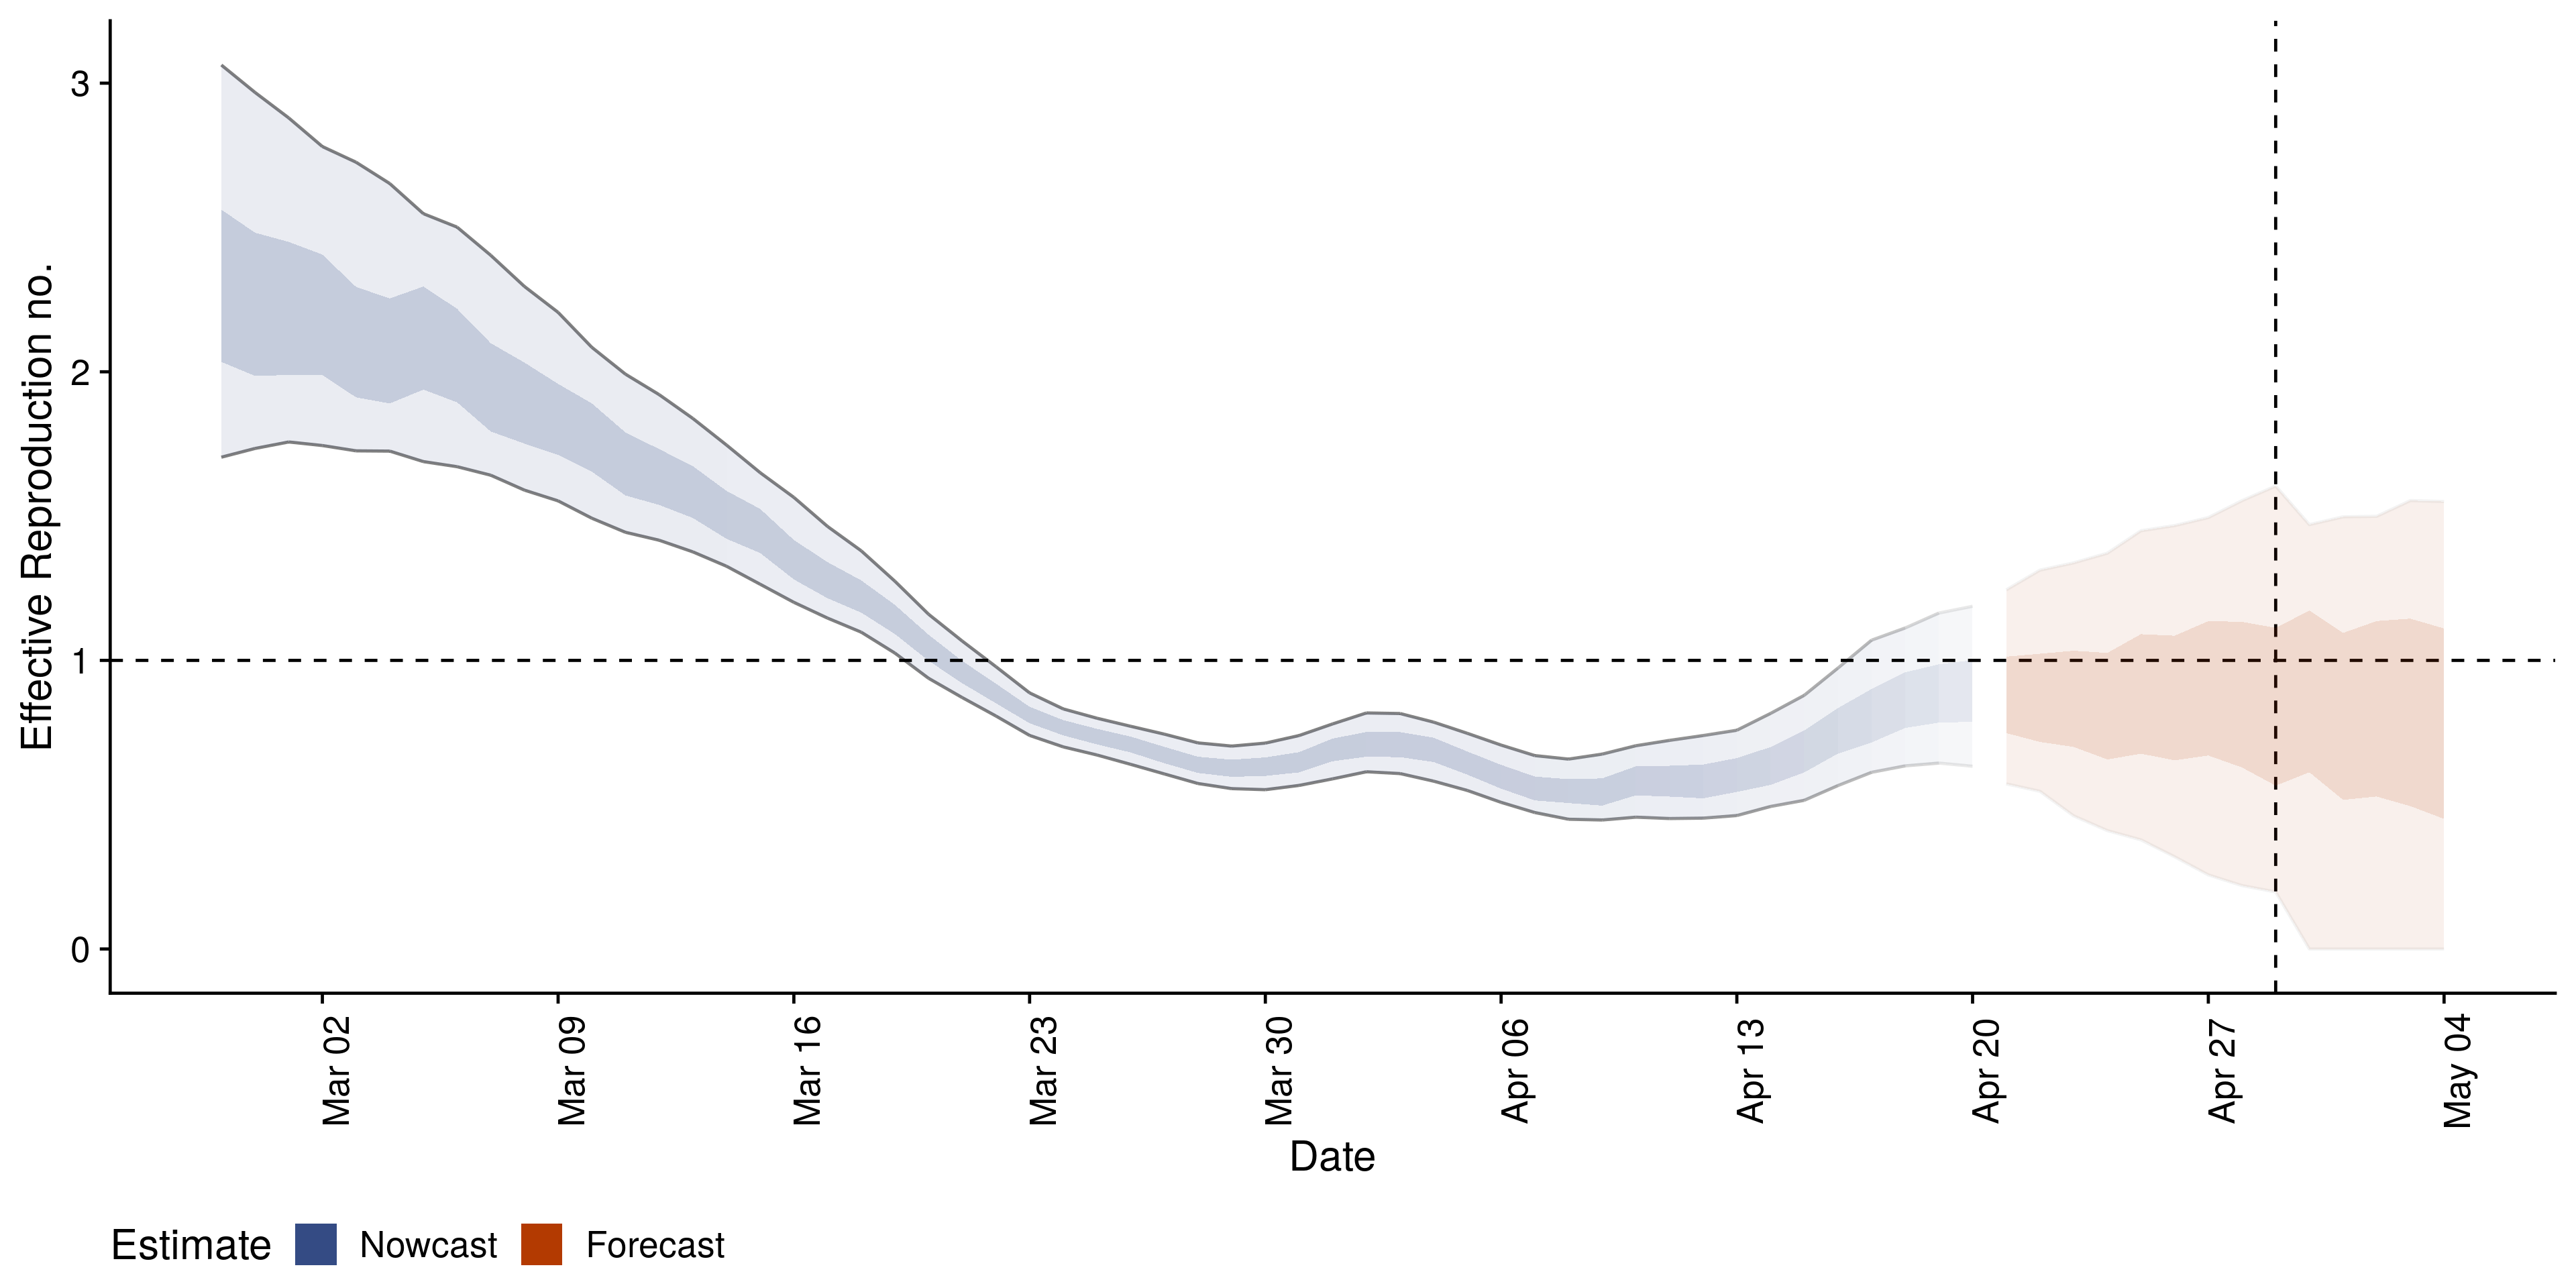 Effective Reproduction no.
3
2
1
0
Mar 02
Mar 09
Mar 16
Mar 23
Mar 30
Apr 06
Apr 13
Apr 20
Apr 27
May 04
Date
Estimate Nowcast Forecast